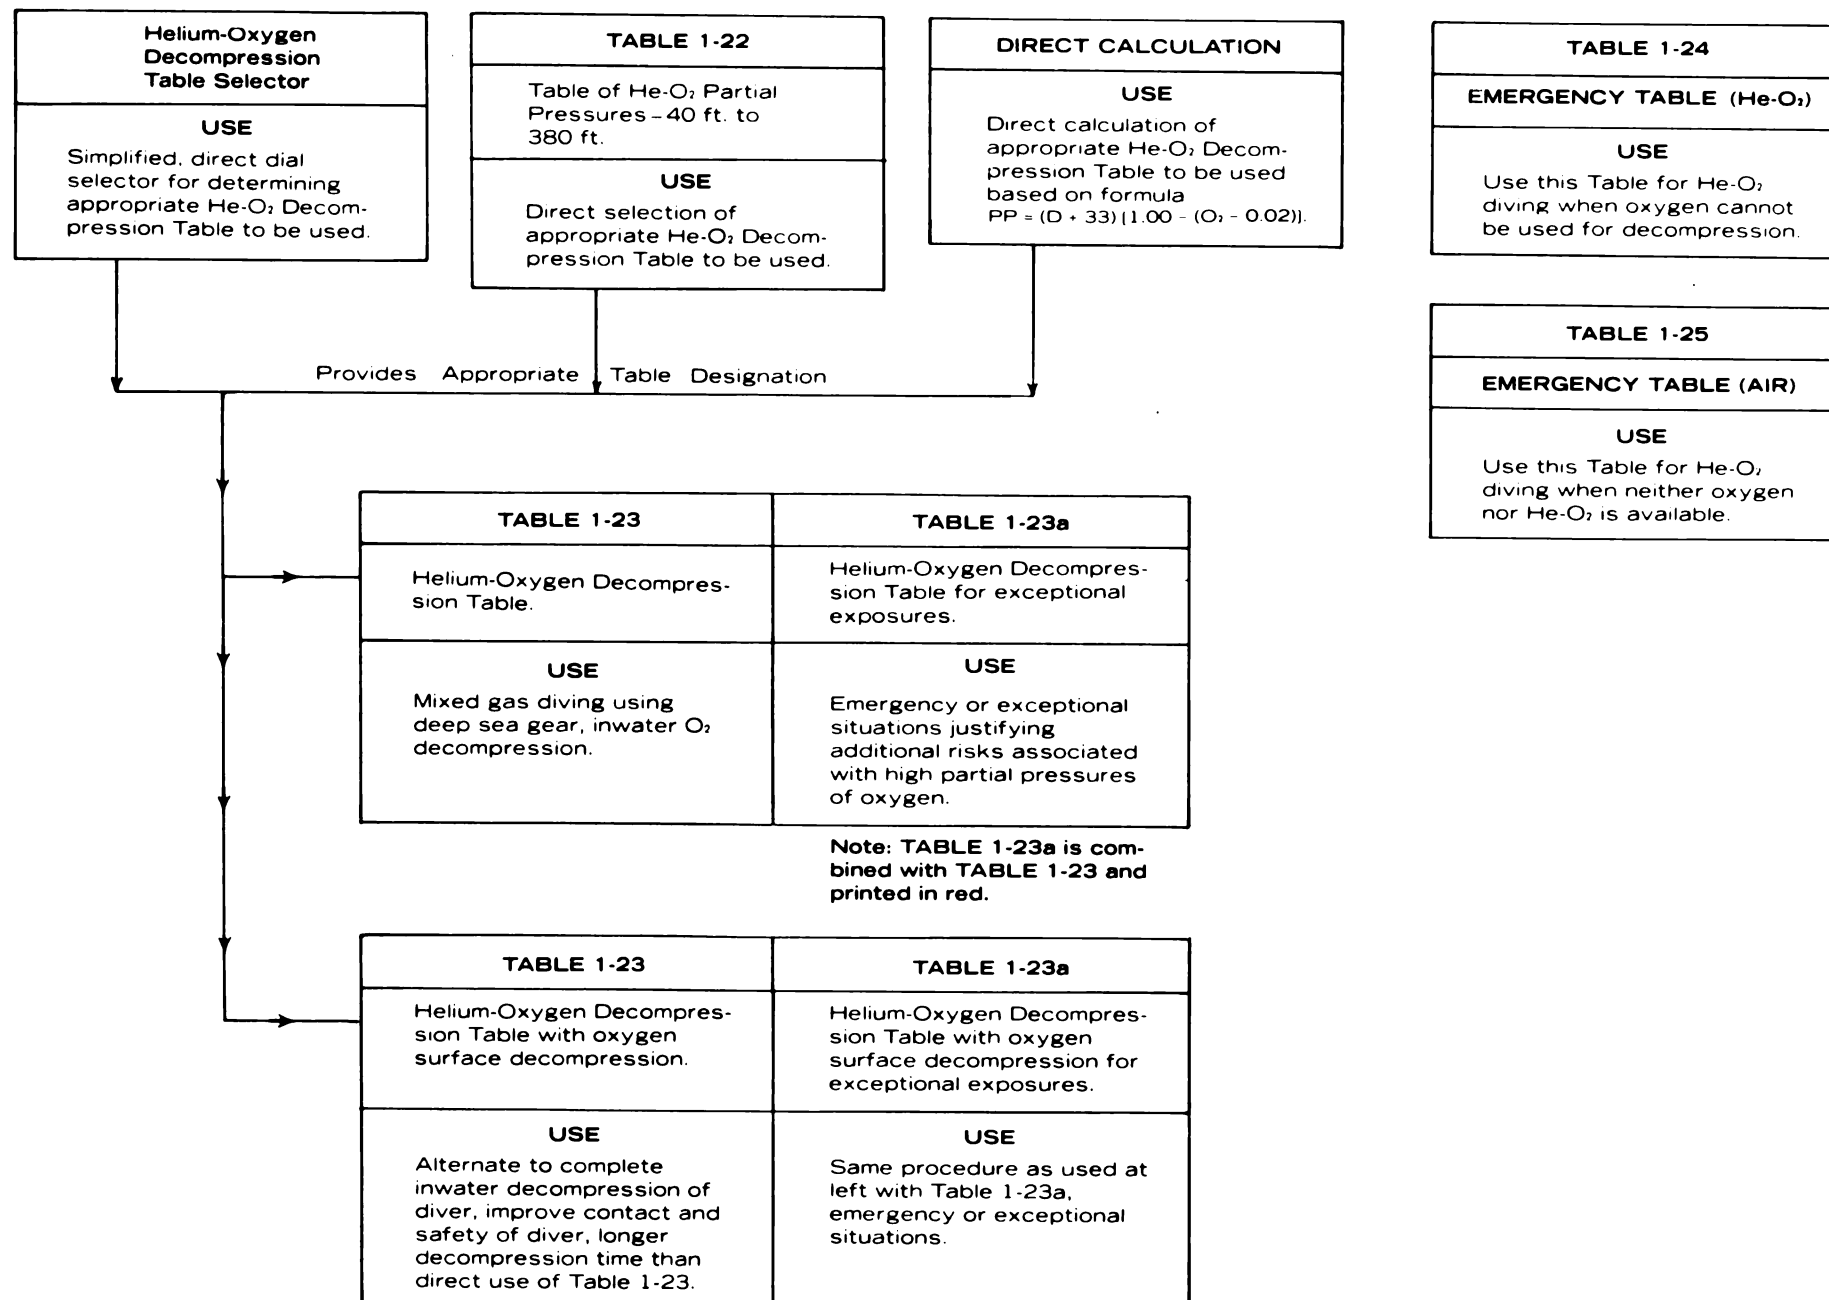 Helium-Oxygen
Decompression
Table Selector
USE
Simplified, direct dial
selector for determining
appropriate He-O₂ Decom-
pression Table to be used.
TABLE 1-22
Table of He-O₂ Partial
Pressures – 40 ft. to
380 ft.
USE
Direct selection of
appropriate He-O₂ Decom-
pression Table to be used.
DIRECT CALCULATION
USE
Direct calculation of
appropriate He-O₂ Decom-
pression Table to be used
based on formula
PP = (D + 33) [1.00 - (O₂ - 0.02)].
TABLE 1-24
EMERGENCY TABLE (He-O₂)
USE
Use this Table for He-O₂
diving when oxygen cannot
be used for decompression.
TABLE 1-25
EMERGENCY TABLE (AIR)
USE
Use this Table for He-O₂
diving when neither oxygen
nor He-O₂ is available.
Provides Appropriate Table Designation
TABLE 1-23
Helium-Oxygen Decompres-
sion Table.
USE
Mixed gas diving using
deep sea gear, inwater O₂
decompression.
TABLE 1-23a
Helium-Oxygen Decompres-
sion Table for exceptional
exposures.
USE
Emergency or exceptional
situations justifying
additional risks associated
with high partial pressures
of oxygen.
Note: TABLE 1-23a is com-
bined with TABLE 1-23 and
printed in red.
TABLE 1-23
Helium-Oxygen Decompres-
sion Table with oxygen
surface decompression.
USE
Alternate to complete
inwater decompression of
diver, improve contact and
safety of diver, longer
decompression time than
direct use of Table 1-23.
TABLE 1-23a
Helium-Oxygen Decompres-
sion Table with oxygen
surface decompression for
exceptional exposures.
USE
Same procedure as used at
left with Table 1-23a,
emergency or exceptional
situations.